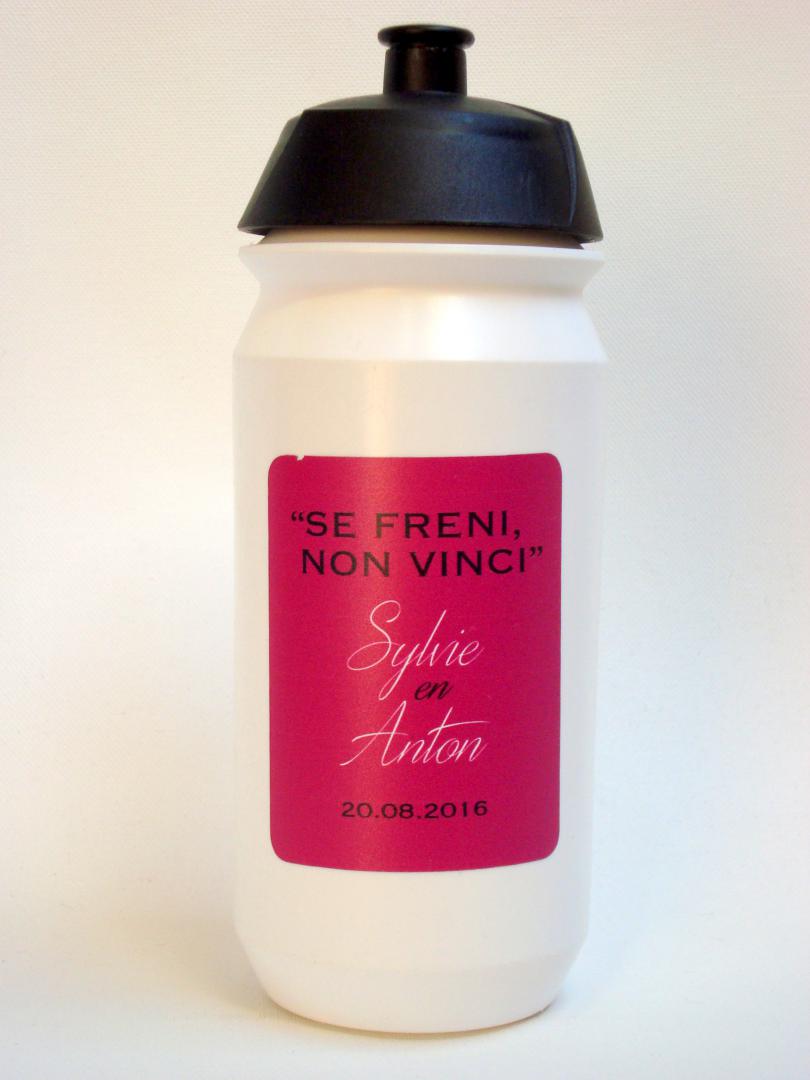 “SE FRENI,
NON VINCI”
Sylvie
en
Anton
20.08.2016